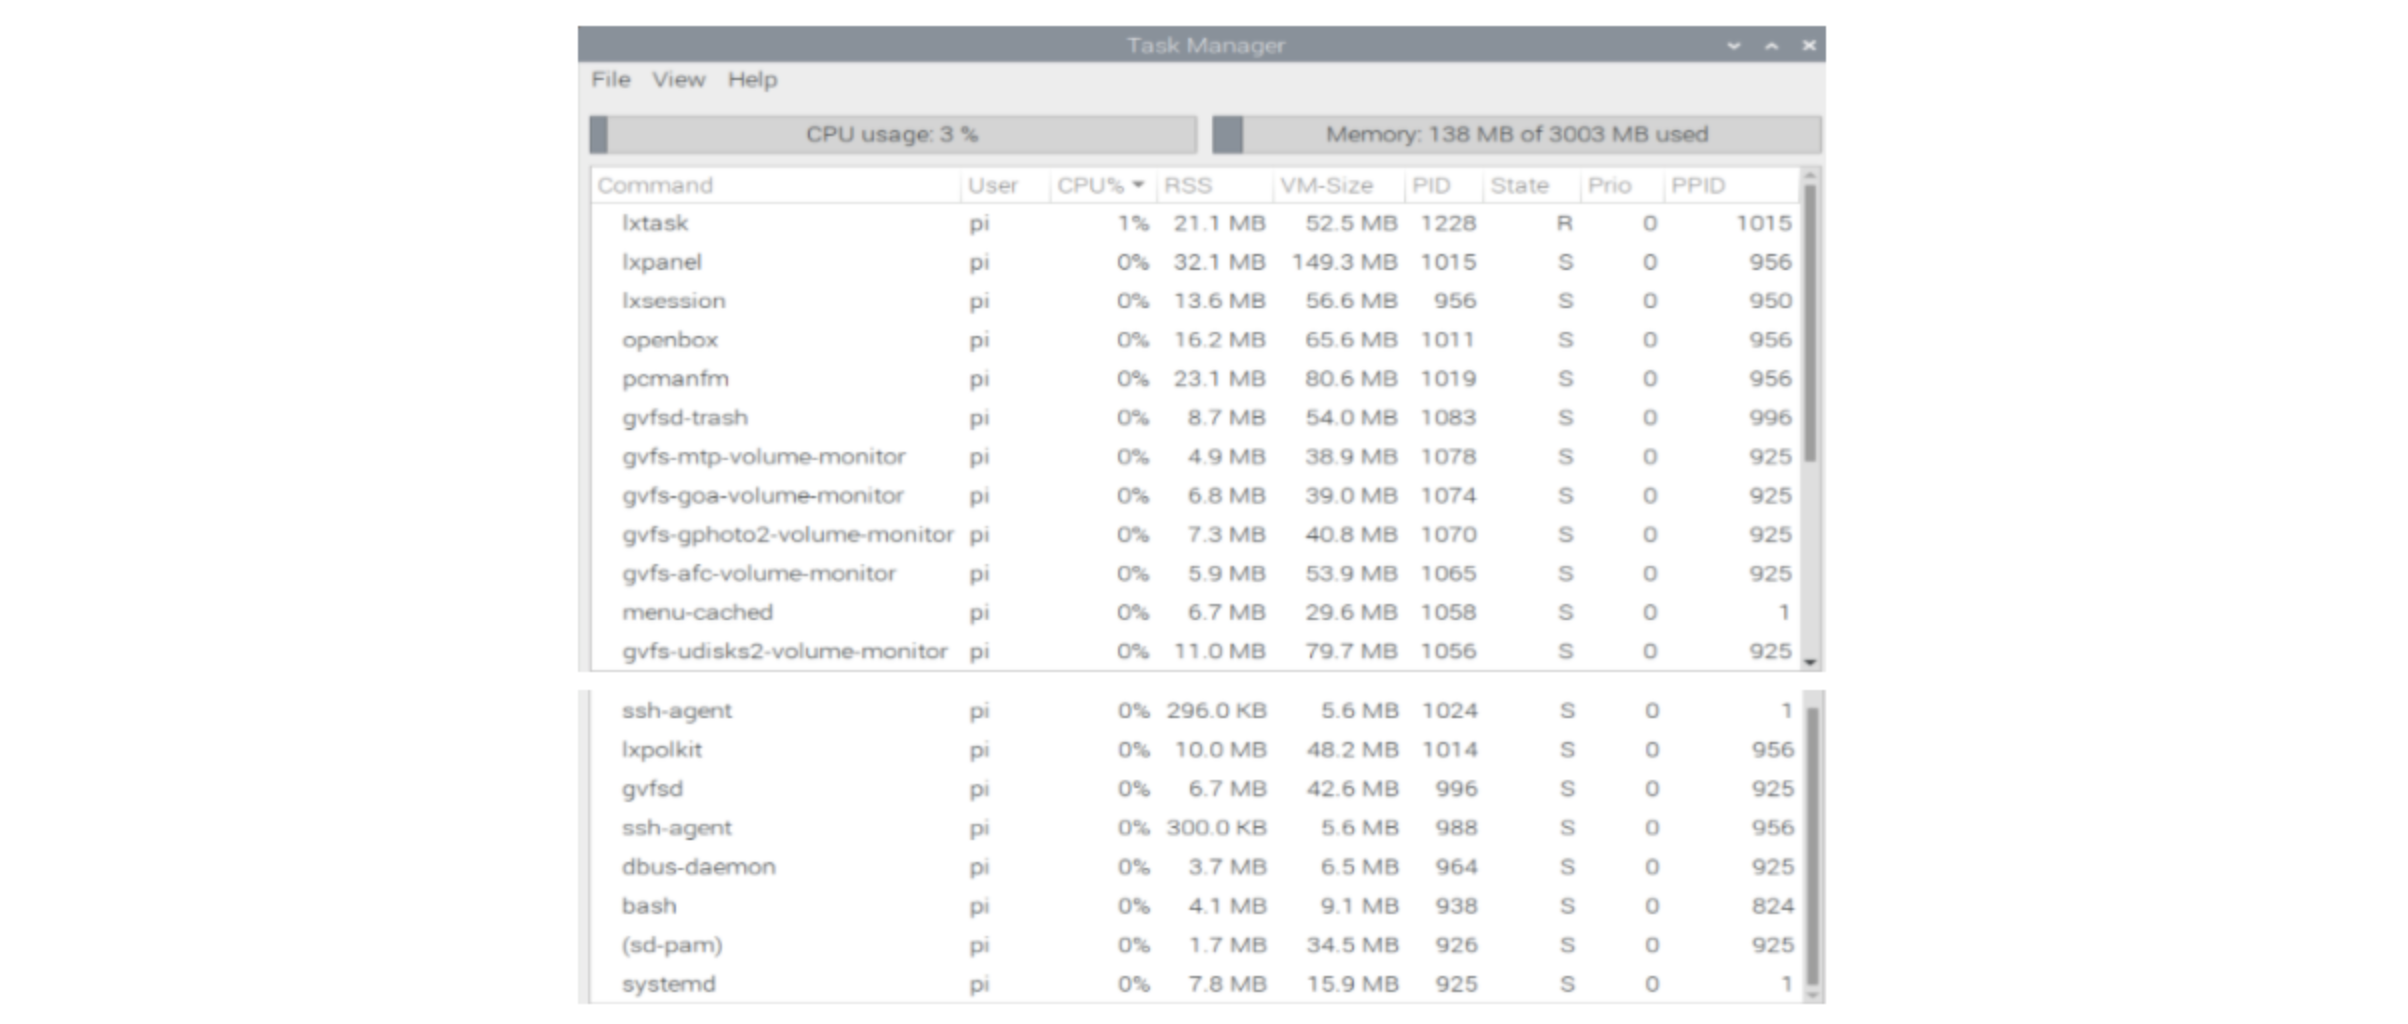 Task Manager
File View Help
CPU usage: 3 % Memory: 138 MB of 3003 MB used
Command User CPU% RSS VM-Size PID State Prio PPID
lxtask pi 1% 21.1 MB 52.5 MB 1228 R 0 1015
lxpanel pi 0% 32.1 MB 149.3 MB 1015 S 0 956
lxsession pi 0% 13.6 MB 56.6 MB 956 S 0 950
openbox pi 0% 16.2 MB 65.6 MB 1011 S 0 956
pcmanfm pi 0% 23.1 MB 80.6 MB 1019 S 0 956
gvfsd-trash pi 0% 8.7 MB 54.0 MB 1083 S 0 996
gvfs-mtp-volume-monitor pi 0% 4.9 MB 38.9 MB 1078 S 0 925
gvfs-goa-volume-monitor pi 0% 6.8 MB 39.0 MB 1074 S 0 925
gvfs-gphoto2-volume-monitor pi 0% 7.3 MB 40.8 MB 1070 S 0 925
gvfs-afc-volume-monitor pi 0% 5.9 MB 53.9 MB 1065 S 0 925
menu-cached pi 0% 6.7 MB 29.6 MB 1058 S 0 1
gvfs-udisks2-volume-monitor pi 0% 11.0 MB 79.7 MB 1056 S 0 925
ssh-agent pi 0% 296.0 KB 5.6 MB 1024 S 0 1
lxpolkit pi 0% 10.0 MB 48.2 MB 1014 S 0 956
gvfsd pi 0% 6.7 MB 42.6 MB 996 S 0 925
ssh-agent pi 0% 300.0 KB 5.6 MB 988 S 0 956
dbus-daemon pi 0% 3.7 MB 6.5 MB 964 S 0 925
bash pi 0% 4.1 MB 9.1 MB 938 S 0 824
(sd-pam) pi 0% 1.7 MB 34.5 MB 926 S 0 925
systemd pi 0% 7.8 MB 15.9 MB 925 S 0 1